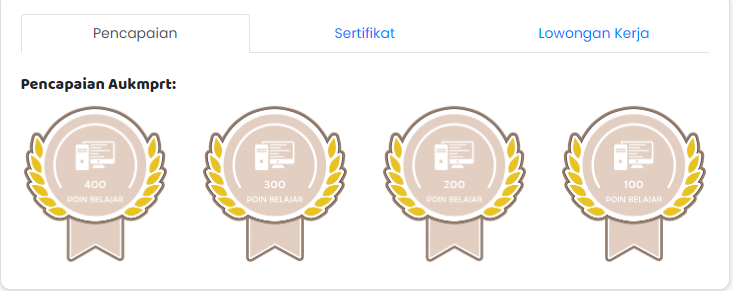 Pencapaian
Sertifikat
Lowongan Kerja
Pencapaian Aukmprt:
400
POIN BELAJAR
300
POIN BELAJAR
200
POIN BELAJAR
100
POIN BELAJAR